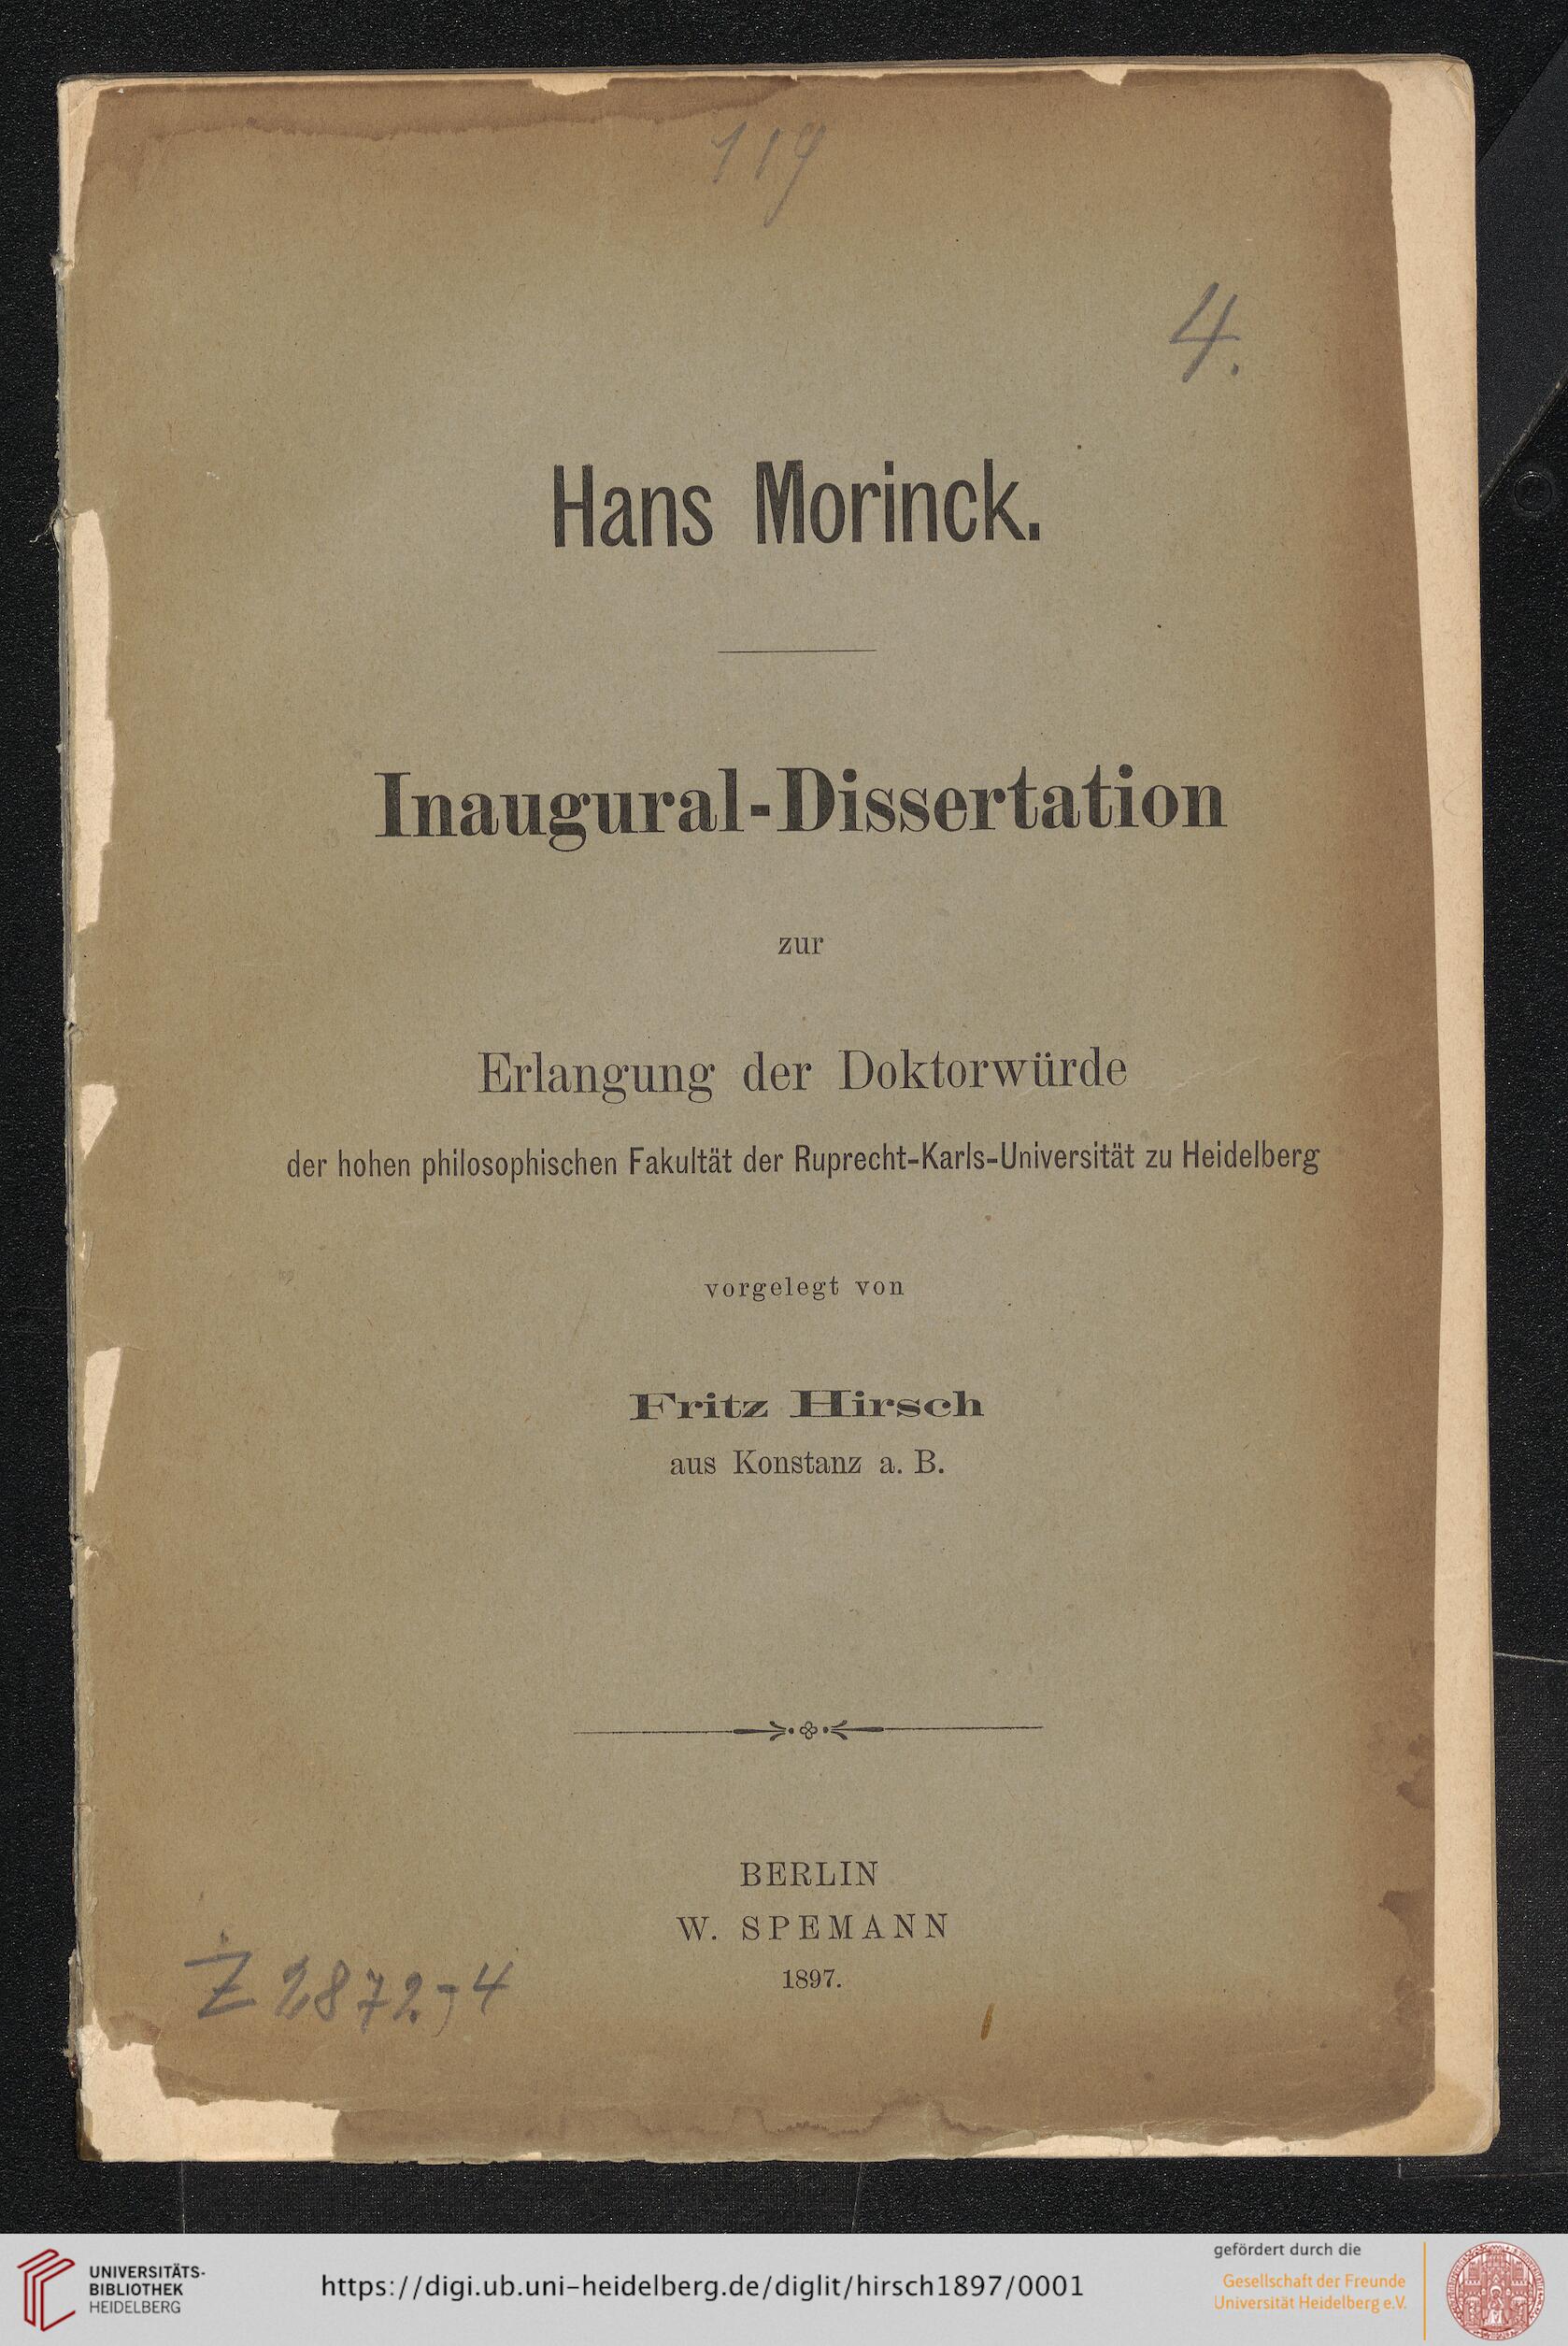 119
4.
Hans Morinck.
Inaugural-Dissertation
zur
Erlangung der Doktorwürde
der hohen philosophischen Fakultät der Ruprecht-Karls-Universität zu Heidelberg
vorgelegt von
Fritz Hirsch
aus Konstanz a. B.
BERLIN
W. SPEMANN
1897.
Z 2872,4
UNIVERSITÄTS-
BIBLIOTHEK
HEIDELBERG
https://digi.ub.uni-heidelberg.de/diglit/hirsch1897/0001
gefördert durch die
Gesellschaft der Freunde
Universität Heidelberg e.V.